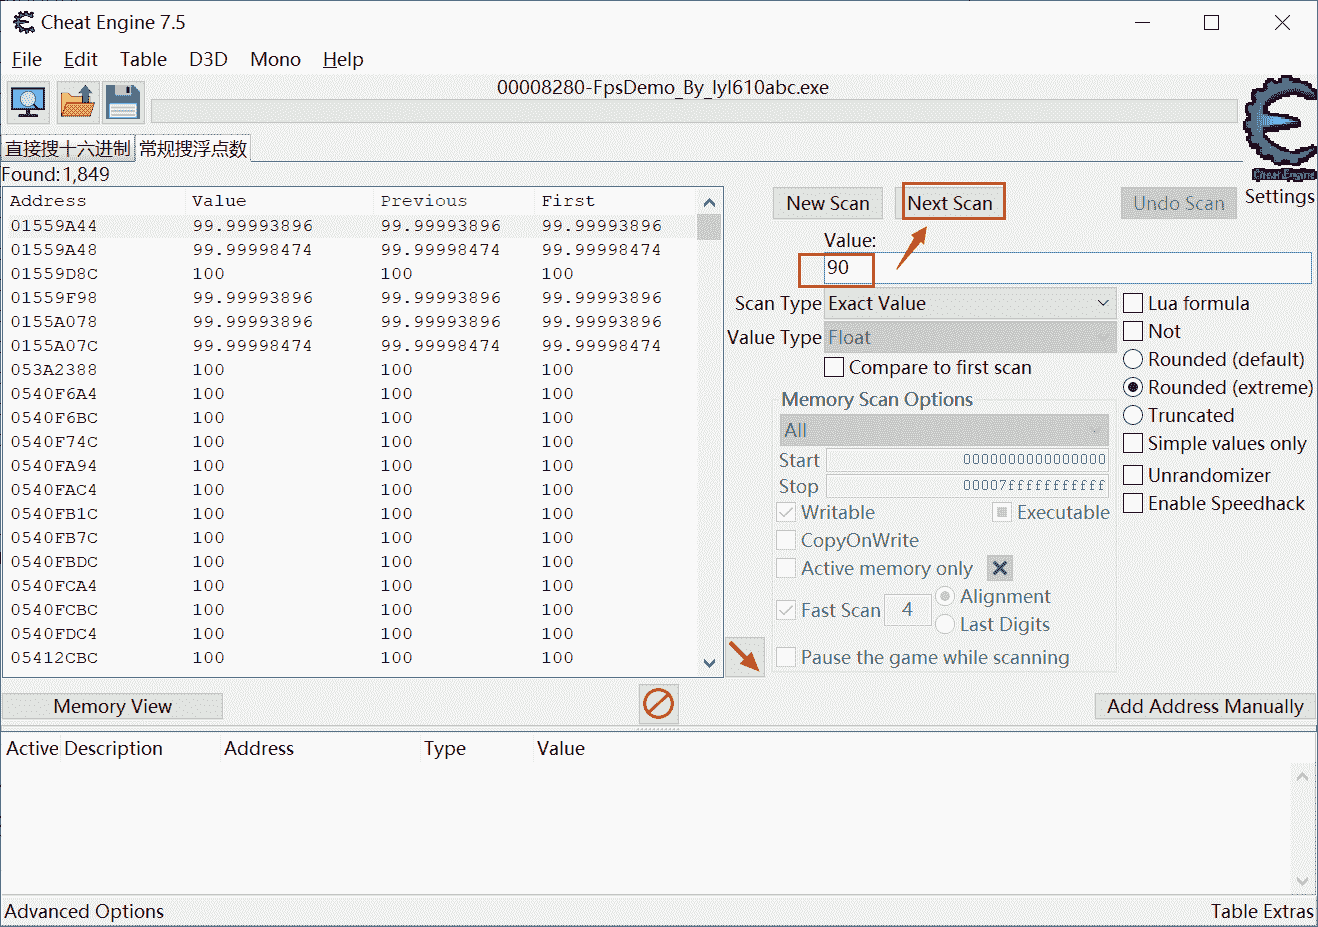 Cheat Engine 7.5
File Edit Table D3D Mono Help
00008280-FpsDemo_By_lyl610abc.exe
直接搜十六进制 常规搜浮点数
Found:1,849
Address Value Previous First
01559A44 99.99993896 99.99993896 99.99993896
01559A48 99.99998474 99.99998474 99.99998474
01559D8C 100 100 100
01559F98 99.99993896 99.99993896 99.99993896
0155A078 99.99993896 99.99993896 99.99993896
0155A07C 99.99998474 99.99998474 99.99998474
053A2388 100 100 100
0540F6A4 100 100 100
0540F6BC 100 100 100
0540F74C 100 100 100
0540FA94 100 100 100
0540FAC4 100 100 100
0540FB1C 100 100 100
0540FB7C 100 100 100
0540FBDC 100 100 100
0540FCA4 100 100 100
0540FCBC 100 100 100
0540FDC4 100 100 100
05412CBC 100 100 100
Cheat Engine
Settings
New Scan Next Scan Undo Scan
Value:
90
Scan Type Exact Value
Value Type Float
Compare to first scan
Lua formula
Not
Rounded (default)
Rounded (extreme)
Truncated
Simple values only
Unrandomizer
Enable Speedhack
Memory Scan Options
All
Start 0000000000000000
Stop 00007fffffffffff
Writable Executable
CopyOnWrite
Active memory only
Fast Scan 4 Alignment
Last Digits
Pause the game while scanning
Memory View Add Address Manually
Active Description Address Type Value
Advanced Options Table Extras